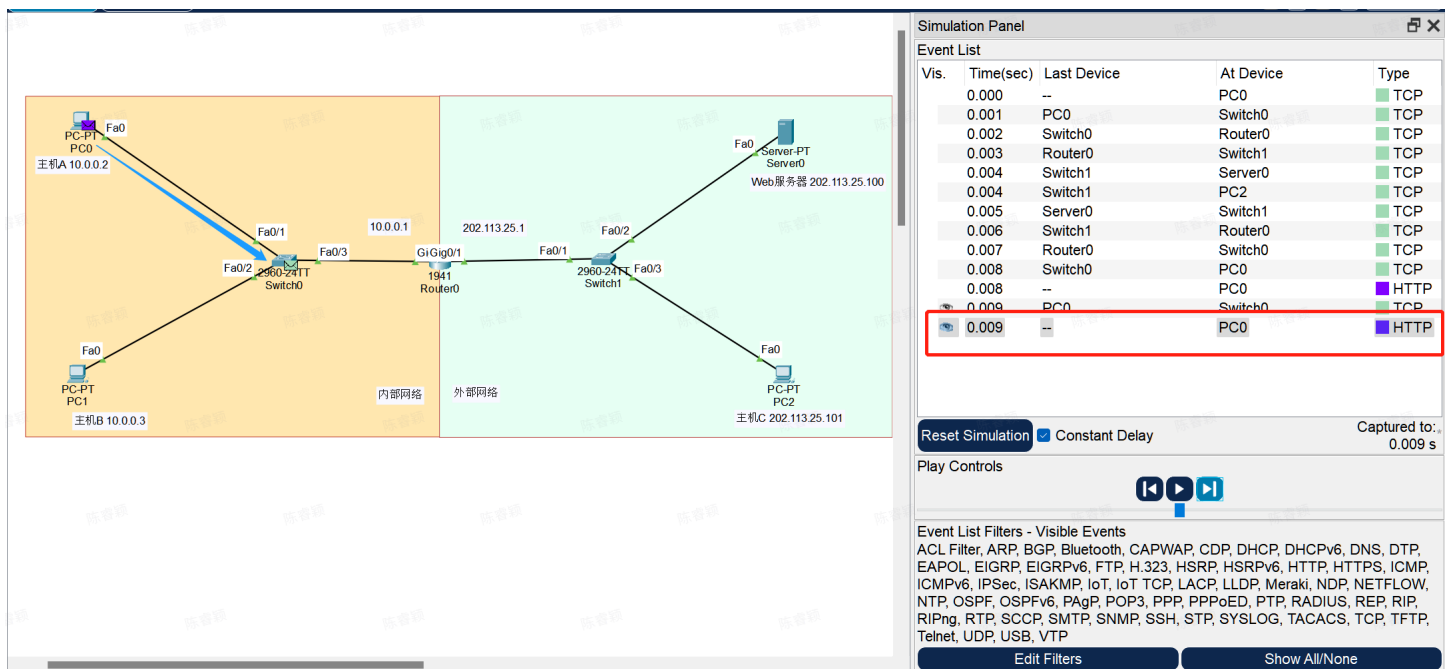 PC-PT
PC0
Fa0
主机A 10.0.0.2
Fa0/1
Fa0/2
2960-24TT
Switch0
Fa0/3
10.0.0.1
GiGig0/1
1941
Router0
202.113.25.1
Fa0/1
Fa0/2
2960-24TT
Switch1
Fa0/3
Fa0
Server-PT
Server0
Web服务器 202.113.25.100
Fa0
PC-PT
PC1
主机B 10.0.0.3
内部网络
外部网络
Fa0
PC-PT
PC2
主机C 202.113.25.101
Simulation Panel
Event List
Vis. Time(sec) Last Device At Device Type
0.000 -- PC0 TCP
0.001 PC0 Switch0 TCP
0.002 Switch0 Router0 TCP
0.003 Router0 Switch1 TCP
0.004 Switch1 Server0 TCP
0.004 Switch1 PC2 TCP
0.005 Server0 Switch1 TCP
0.006 Switch1 Router0 TCP
0.007 Router0 Switch0 TCP
0.008 Switch0 PC0 TCP
0.008 -- PC0 HTTP
0.009 PC0 Switch0 TCP
0.009 -- PC0 HTTP
Reset Simulation Constant Delay
Captured to:
0.009 s
Play Controls
Event List Filters - Visible Events
ACL Filter, ARP, BGP, Bluetooth, CAPWAP, CDP, DHCP, DHCPv6, DNS, DTP,
EAPOL, EIGRP, EIGRPv6, FTP, H.323, HSRP, HSRPv6, HTTP, HTTPS, ICMP,
ICMPv6, IPSec, ISAKMP, IoT, IoT TCP, LACP, LLDP, Meraki, NDP, NETFLOW,
NTP, OSPF, OSPFv6, PAgP, POP3, PPP, PPPoED, PTP, RADIUS, REP, RIP,
RIPng, RTP, SCCP, SMTP, SNMP, SSH, STP, SYSLOG, TACACS, TCP, TFTP,
Telnet, UDP, USB, VTP
Edit Filters
Show All/None